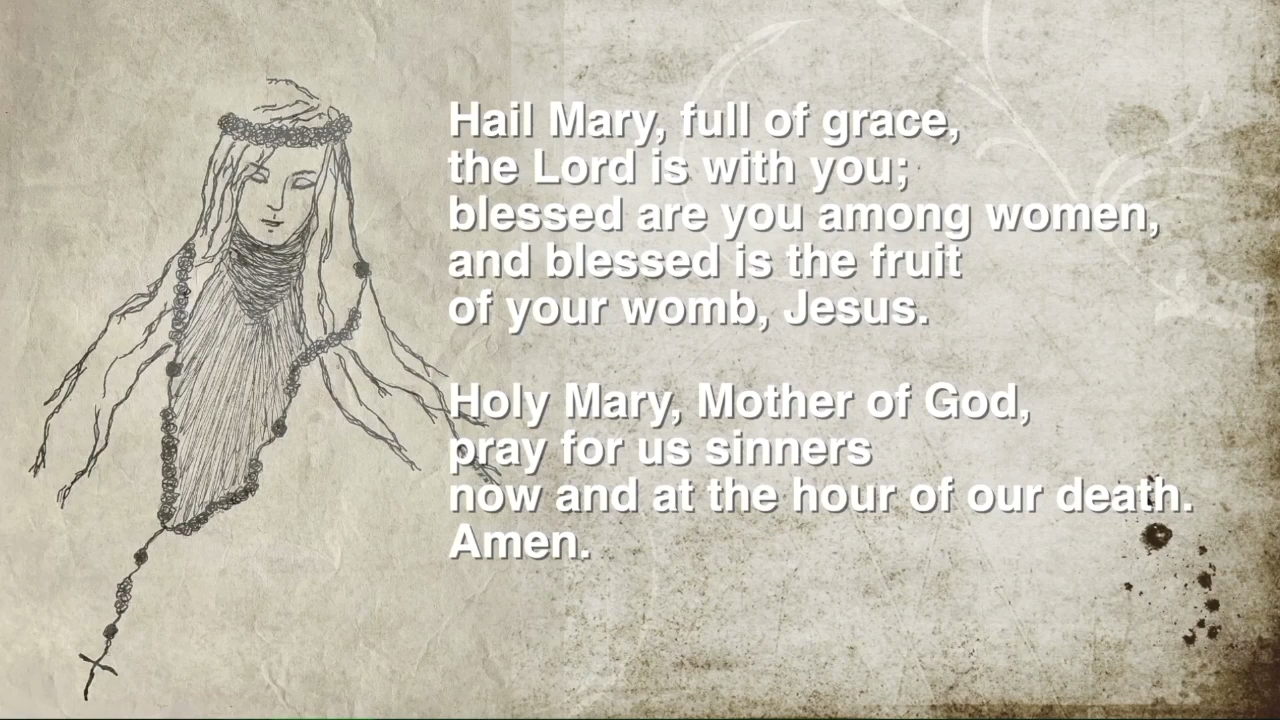 Hail Mary, full of grace,
the Lord is with you;
blessed are you among women,
and blessed is the fruit
of your womb, Jesus.
Holy Mary, Mother of God,
pray for us sinners
now and at the hour of our death.
Amen.